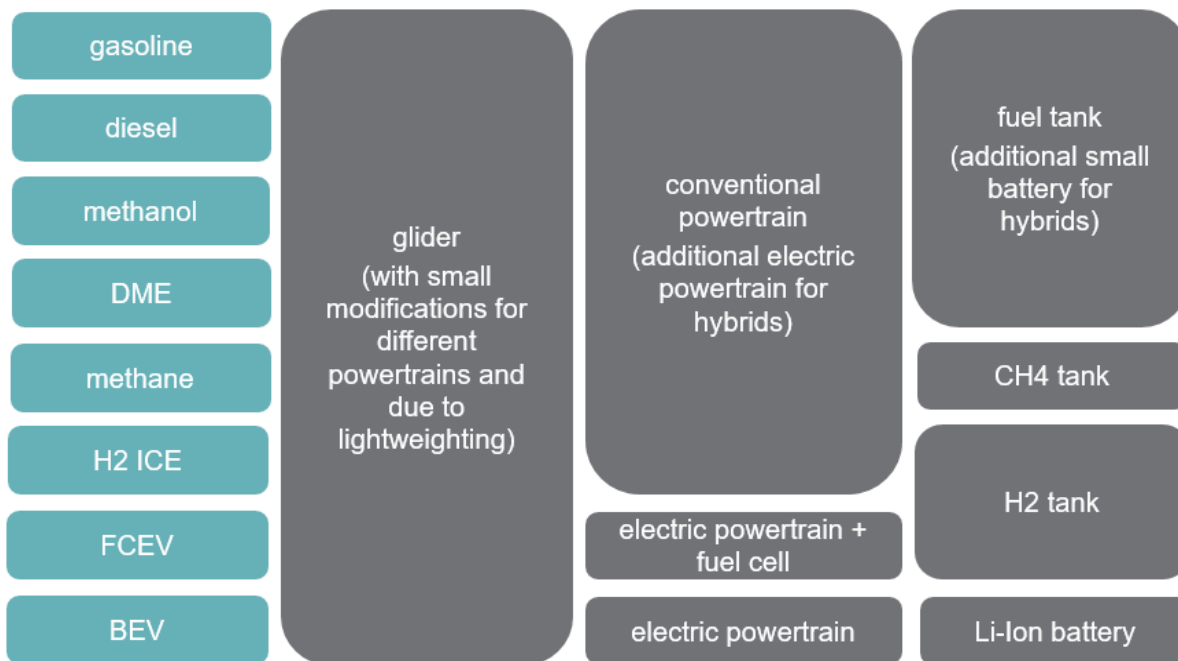 gasoline
diesel
methanol
DME
methane
H2 ICE
FCEV
BEV
glider
(with small
modifications for
different
powertrains and
due to
lightweighting)
conventional
powertrain
(additional electric
powertrain for
hybrids)
electric powertrain +
fuel cell
electric powertrain
fuel tank
(additional small
battery for
hybrids)
CH4 tank
H2 tank
Li-Ion battery